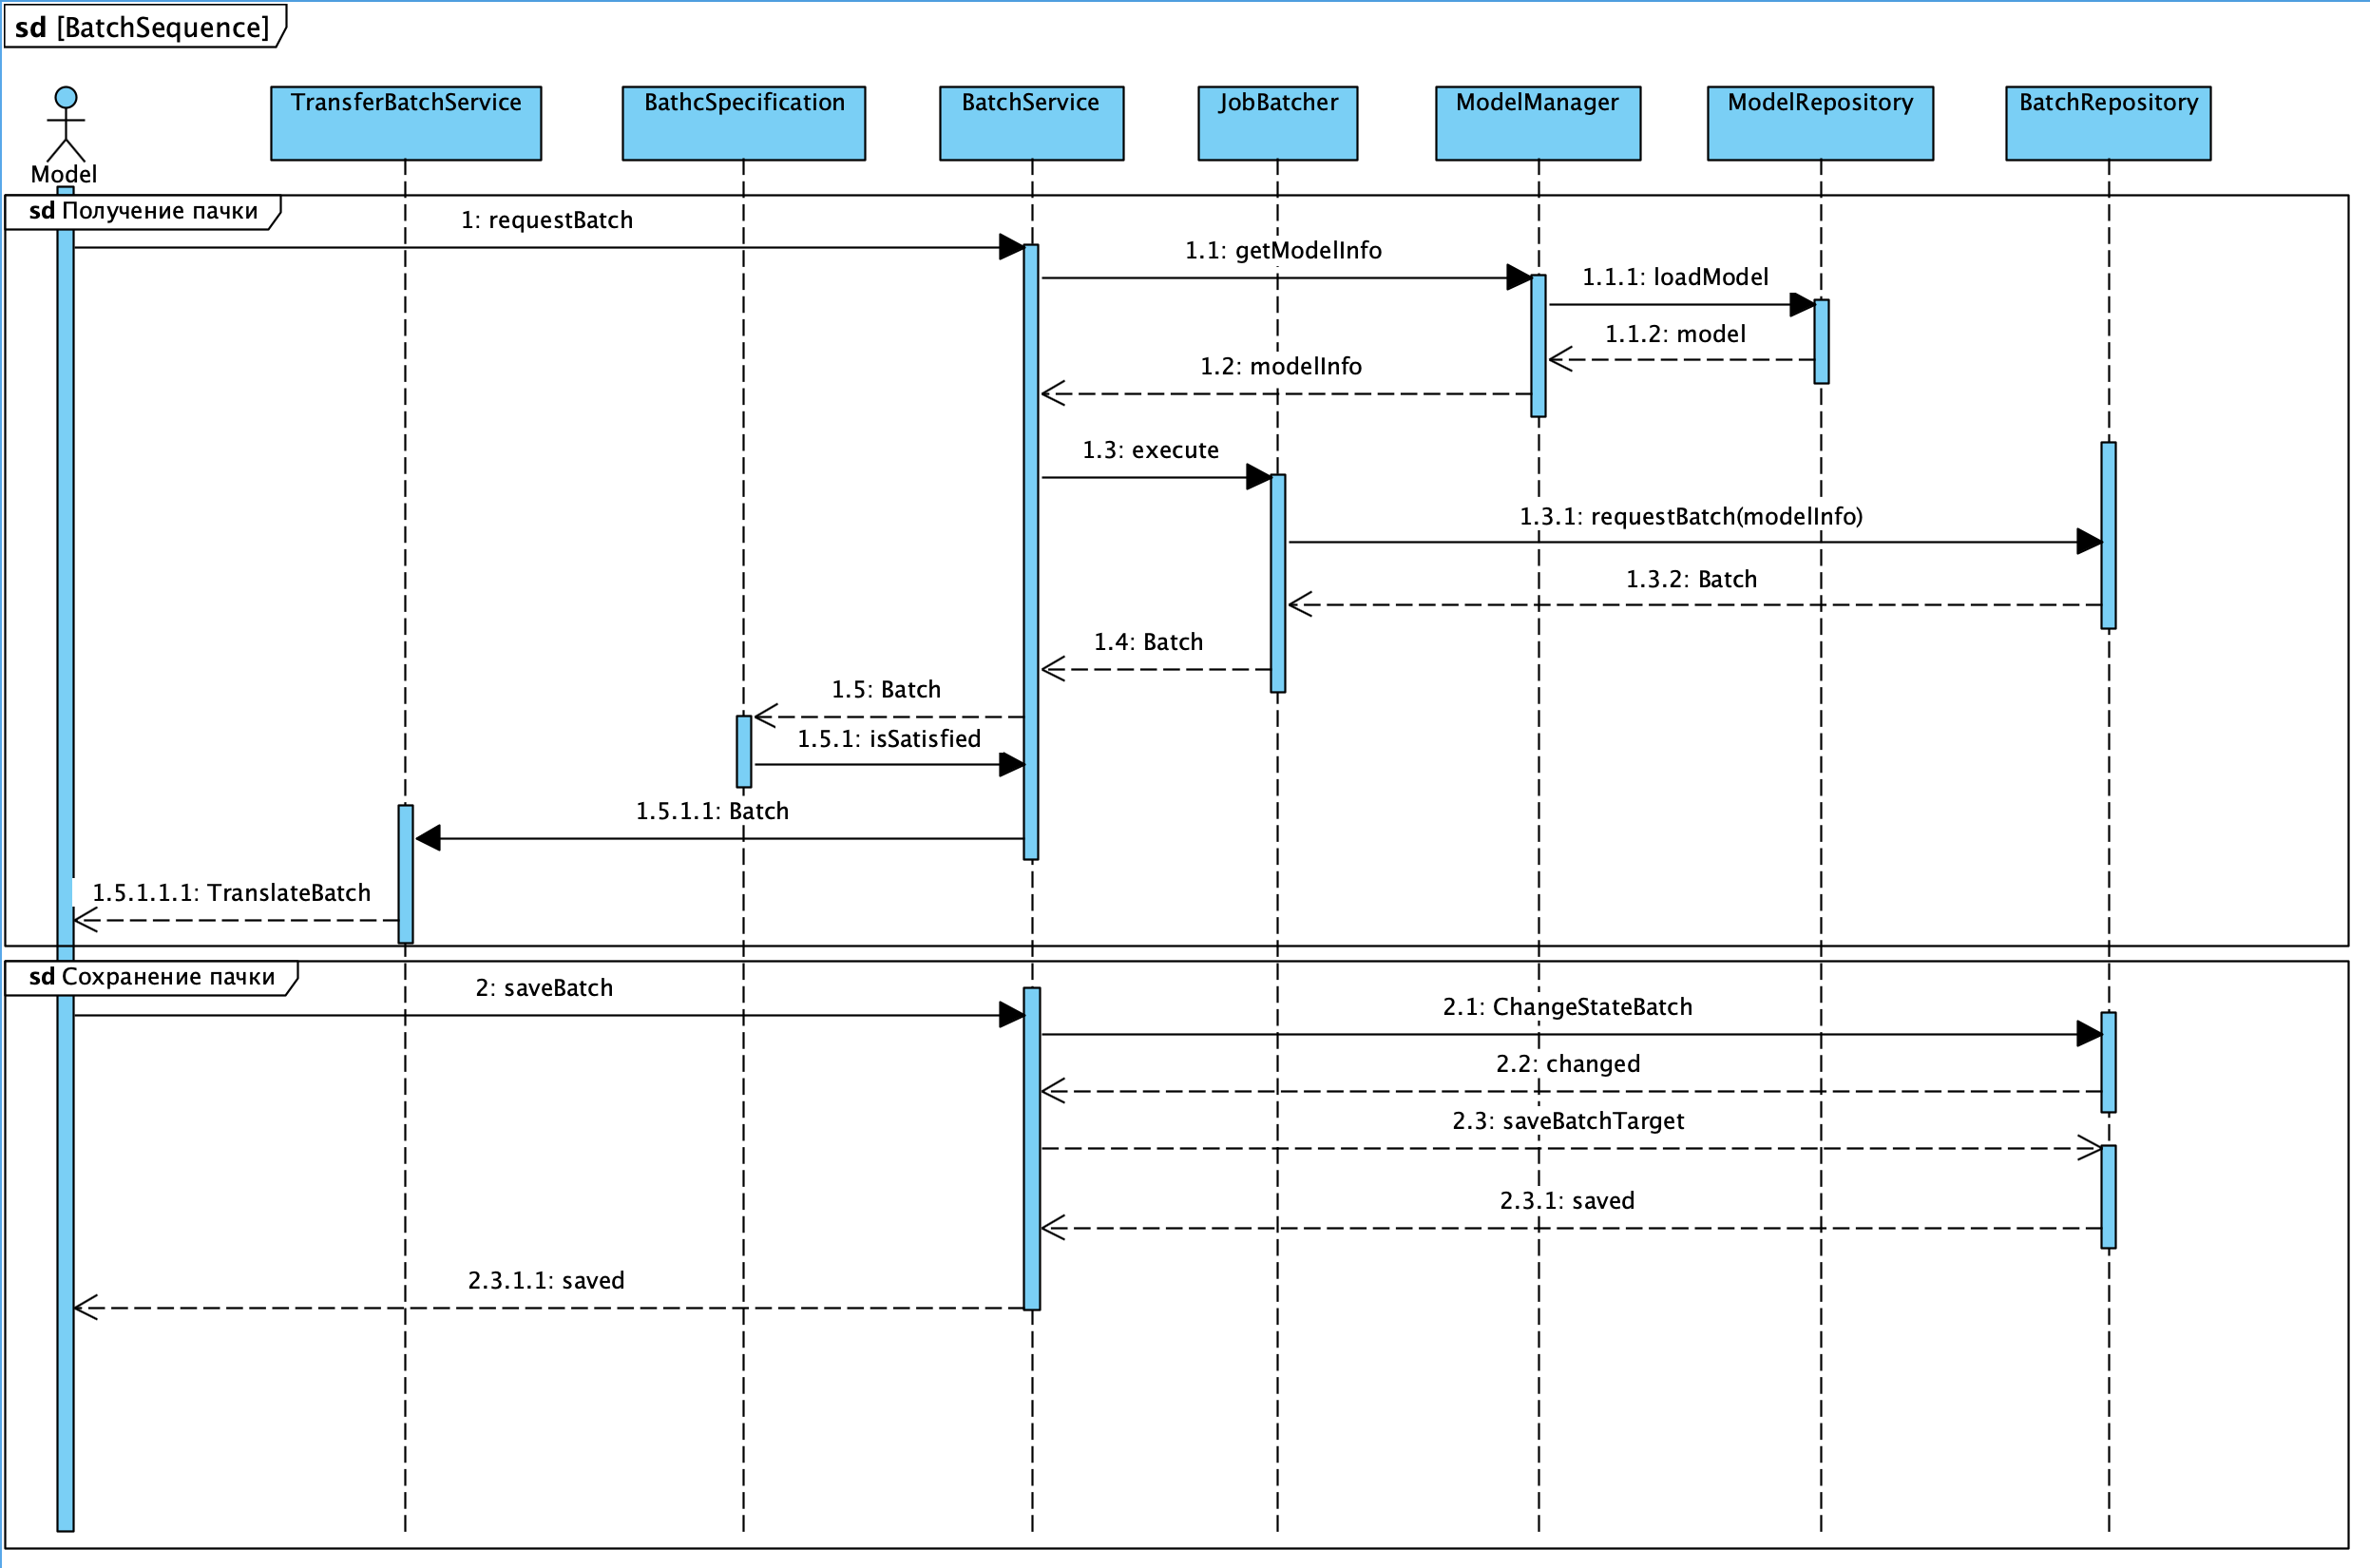 sd [BatchSequence]
Model
TransferBatchService
BathcSpecification
BatchService
JobBatcher
ModelManager
ModelRepository
BatchRepository
sd Получение пачки
1: requestBatch
1.1: getModelInfo
1.1.1: loadModel
1.1.2: model
1.2: modelInfo
1.3: execute
1.3.1: requestBatch(modelInfo)
1.3.2: Batch
1.4: Batch
1.5: Batch
1.5.1: isSatisfied
1.5.1.1: Batch
1.5.1.1.1: TranslateBatch
sd Сохранение пачки
2: saveBatch
2.1: ChangeStateBatch
2.2: changed
2.3: saveBatchTarget
2.3.1: saved
2.3.1.1: saved